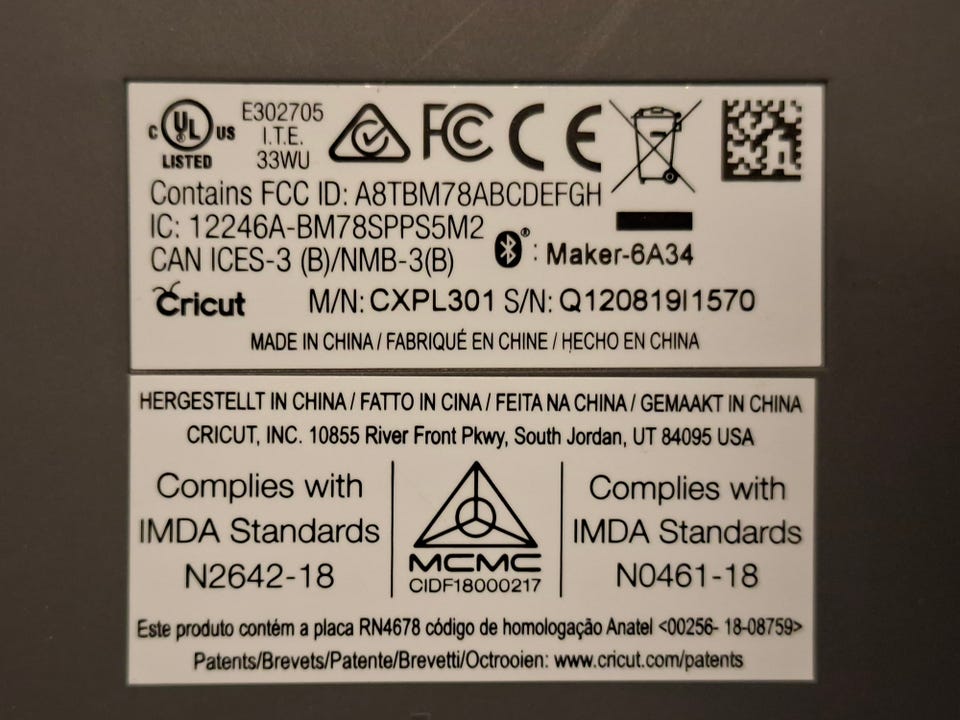 C UL US LISTED
E302705
I.T.E.
33WU
FC CE
Contains FCC ID: A8TBM78ABCDEFGH
IC: 12246A-BM78SPPS5M2
CAN ICES-3 (B)/NMB-3(B)
® : Maker-6A34
Cricut M/N: CXPL301 S/N: Q120819I1570
MADE IN CHINA / FABRIQUÉ EN CHINE / HECHO EN CHINA
HERGESTELLT IN CHINA / FATTO IN CINA / FEITA NA CHINA / GEMAAKT IN CHINA
CRICUT, INC. 10855 River Front Pkwy, South Jordan, UT 84095 USA
Complies with
IMDA Standards
N2642-18
MCMC
CIDF18000217
Complies with
IMDA Standards
N0461-18
Este produto contém a placa RN4678 código de homologação Anatel <00256- 18-08759>
Patents/Brevets/Patente/Brevetti/Octrooien: www.cricut.com/patents